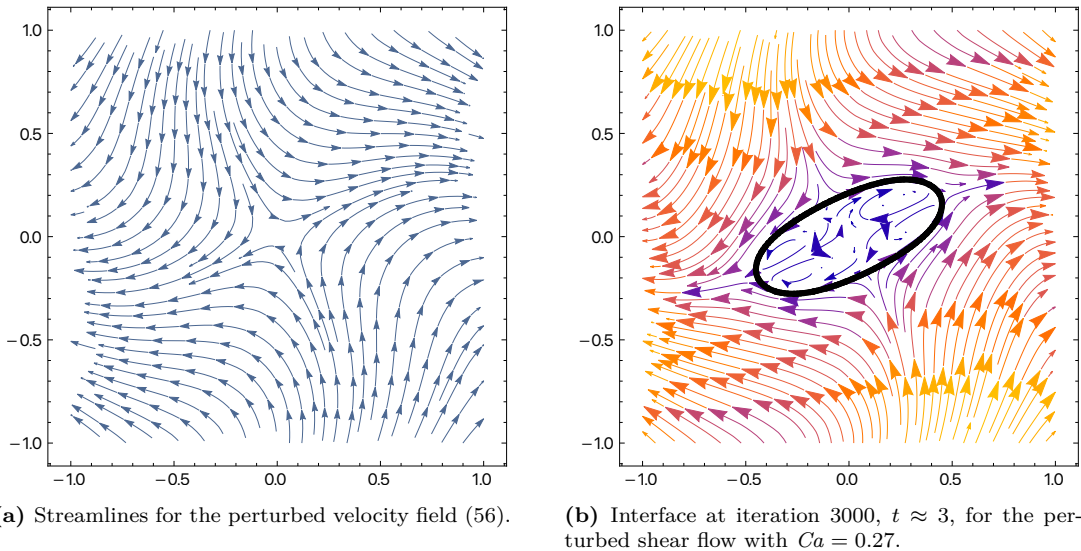 1.0
0.5
0.0
−0.5
−1.0
−1.0 −0.5 0.0 0.5 1.0
1.0
0.5
0.0
−0.5
−1.0
−1.0 −0.5 0.0 0.5 1.0
a) Streamlines for the perturbed velocity field (56).
(b) Interface at iteration 3000, t ≈ 3, for the per-
turbed shear flow with Ca = 0.27.